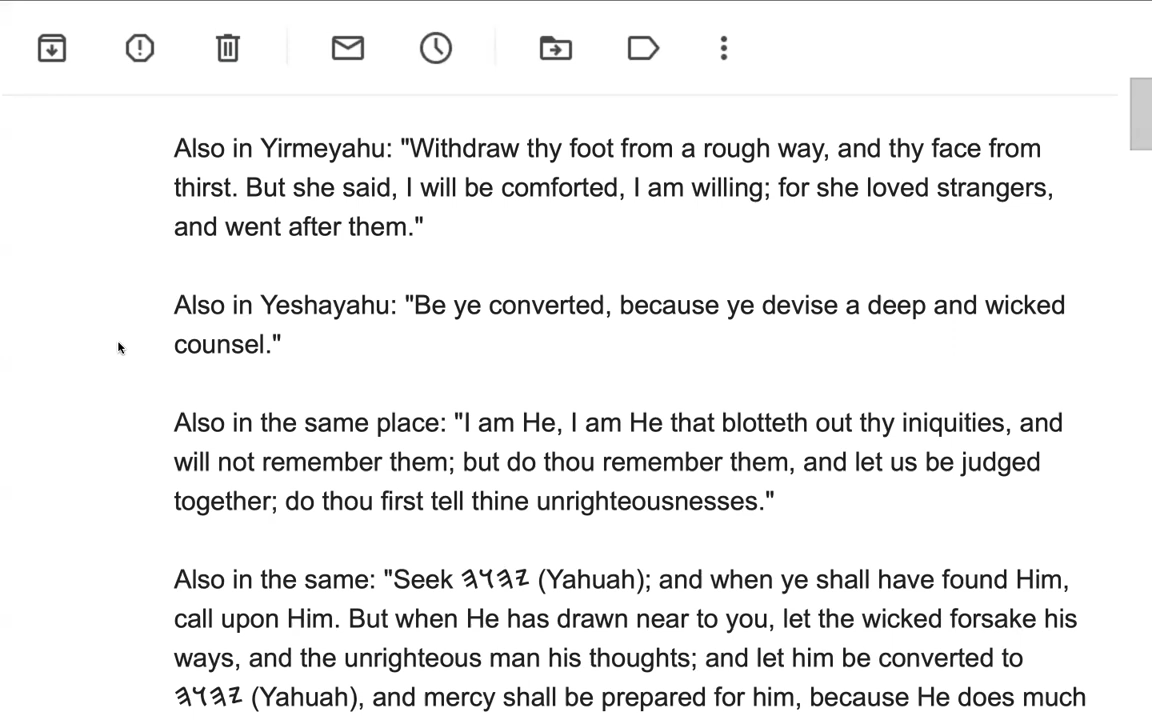 Also in Yirmeyahu: "Withdraw thy foot from a rough way, and thy face from
thirst. But she said, I will be comforted, I am willing; for she loved strangers,
and went after them."
Also in Yeshayahu: "Be ye converted, because ye devise a deep and wicked
counsel."
Also in the same place: "I am He, I am He that blotteth out thy iniquities, and
will not remember them; but do thou remember them, and let us be judged
together; do thou first tell thine unrighteousnesses."
Also in the same: "Seek 𐤉𐤄𐤅𐤄 (Yahuah); and when ye shall have found Him,
call upon Him. But when He has drawn near to you, let the wicked forsake his
ways, and the unrighteous man his thoughts; and let him be converted to
𐤉𐤄𐤅𐤄 (Yahuah), and mercy shall be prepared for him, because He does much